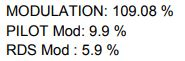 MODULATION: 109.08 %
PILOT Mod: 9.9 %
RDS Mod : 5.9 %